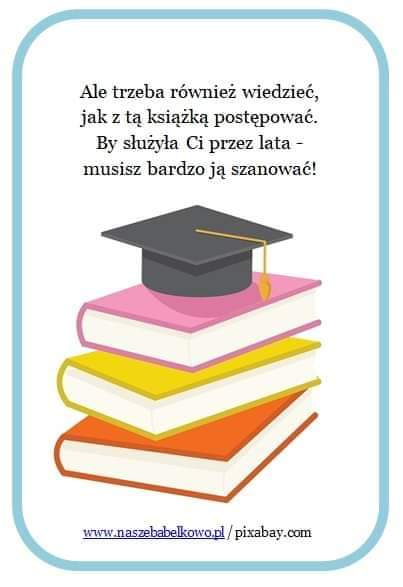 Ale trzeba również wiedzieć,
jak z tą książką postępować.
By służyła Ci przez lata -
musisz bardzo ją szanować!
www.naszebabelkowo.pl / pixabay.com